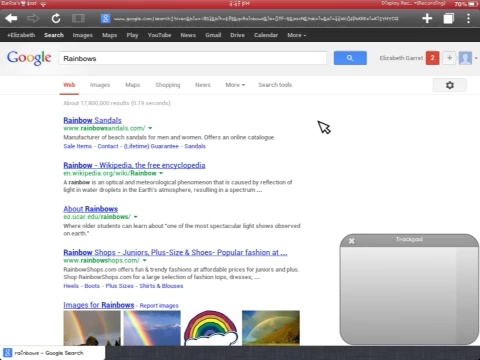 70%
+Elizabeth Search Images Maps Play YouTube News Gmail Drive Calendar More
Google Rainbows Elizabeth Garret 2 +
Web Images Maps Shopping News More Search tools
About 17,800,000 results (0.19 seconds)
Rainbow Sandals
www.rainbowsandals.com/
Manufacturer of beach sandals for men and women. Offers an online catalogue.
Sale Items - Contact - (Lifetime) Guarantee - Sandals
Rainbow - Wikipedia, the free encyclopedia
en.wikipedia.org/wiki/Rainbow
A rainbow is an optical and meteorological phenomenon that is caused by reflection
of light in water droplets in the Earth's atmosphere, resulting in a spectrum ...
About Rainbows
eo.ucar.edu/rainbows/
Where older students can learn about "one of the most spectacular light shows observed
on earth."
Rainbow Shops - Juniors, Plus-Size & Shoes- Popular fashion at ...
www.rainbowshops.com/
RainbowShops.com offers fun & trendy fashions at affordable prices for juniors and plus.
Shop RainbowShops.com for a large selection of fashion tops, dresses, ...
Heels - Boots - Plus Sizes - Shirts & Blouses
Trackpad
Images for Rainbows - Report images
rainbows - Google Search